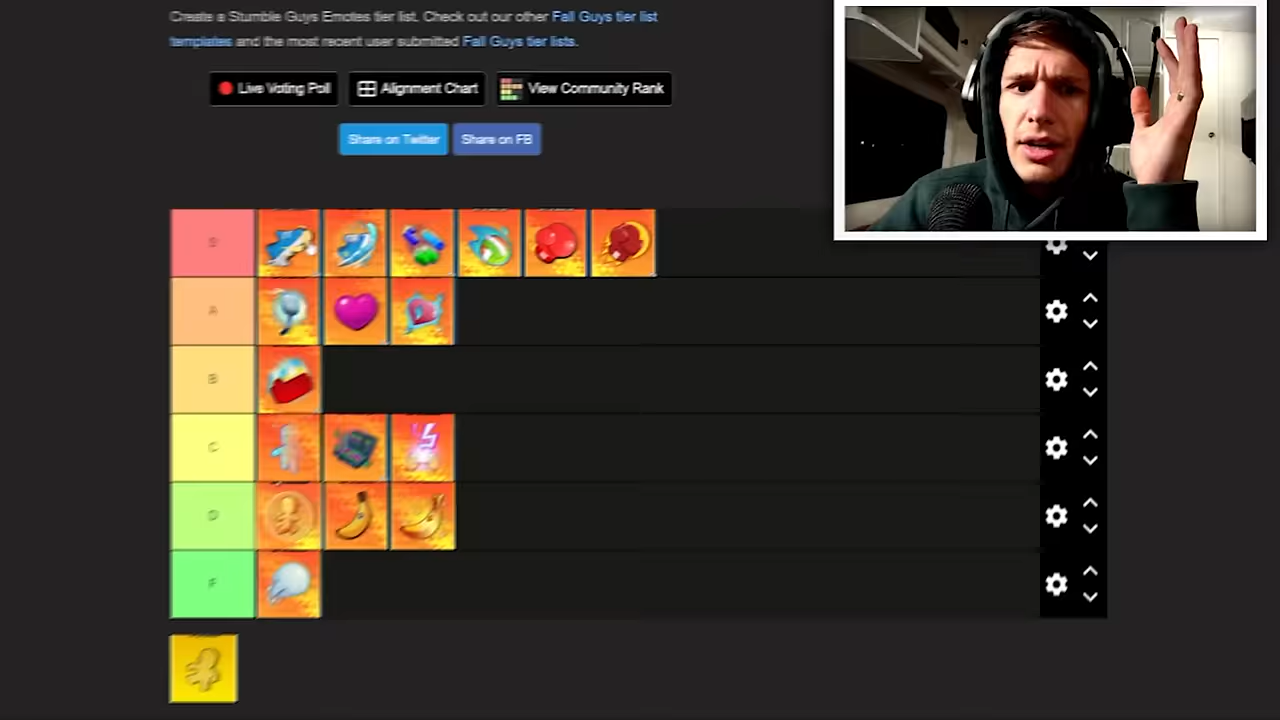 Create a Stumble Guys Emotes tier list. Check out our other Fall Guys tier list
templates and the most recent user submitted Fall Guys tier lists.
Live Voting Poll
Alignment Chart
View Community Rank
Share on Twitter
Share on FB
S
A
B
C
D
F